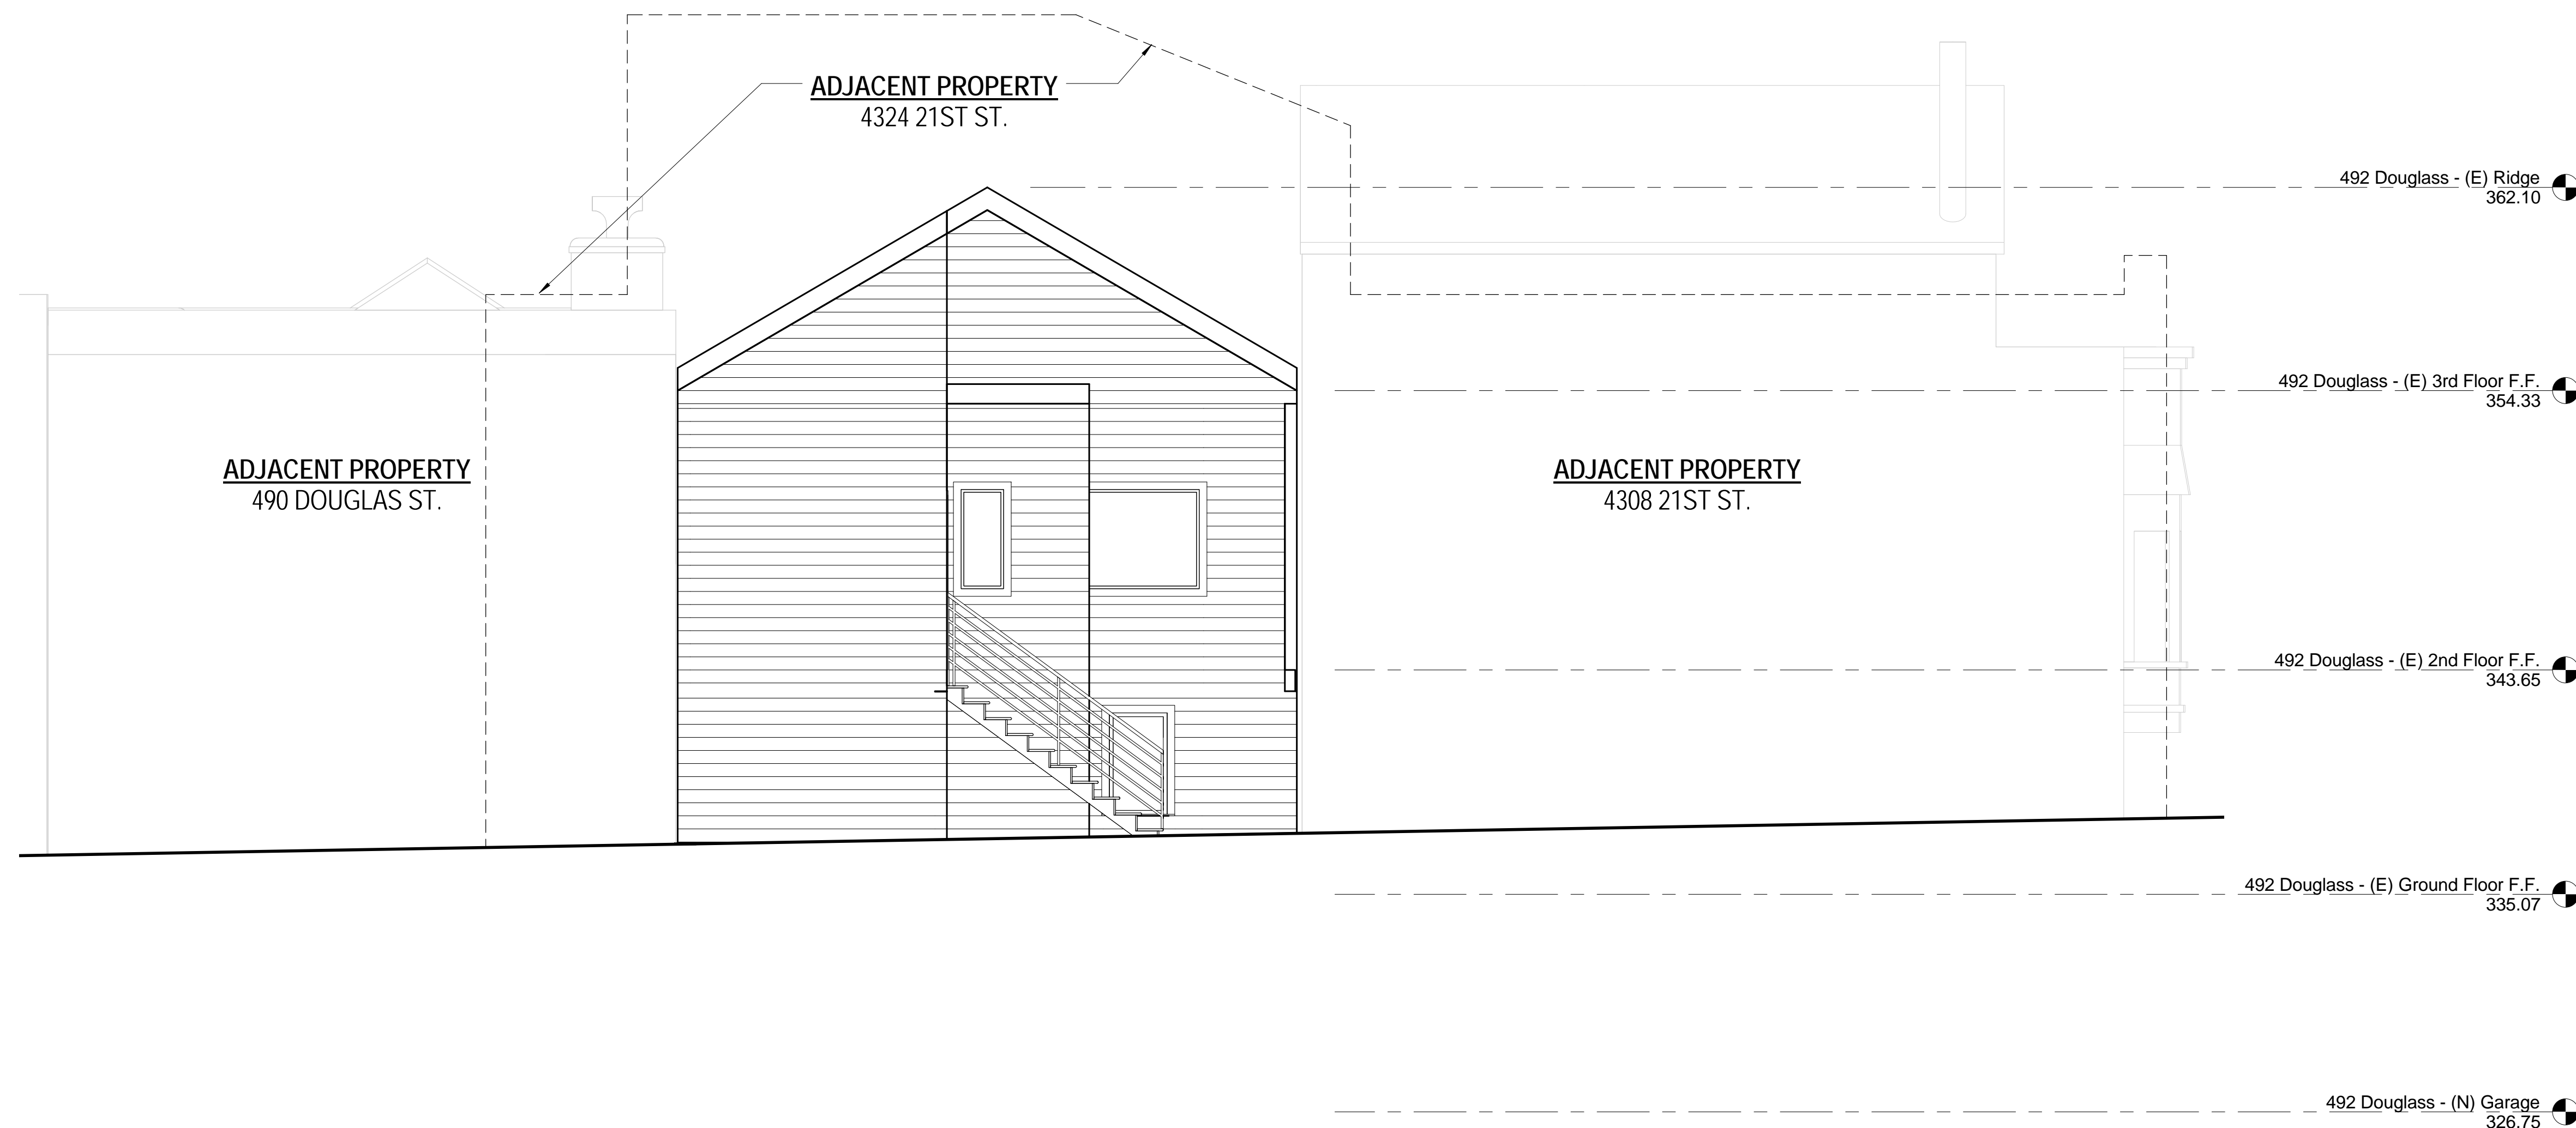 ADJACENT PROPERTY
4324 21ST ST.
492 Douglass - (E) Ridge
362.10
492 Douglass - (E) 3rd Floor F.F.
354.33
ADJACENT PROPERTY
490 DOUGLAS ST.
ADJACENT PROPERTY
4308 21ST ST.
492 Douglass - (E) 2nd Floor F.F.
343.65
492 Douglass - (E) Ground Floor F.F.
335.07
492 Douglass - (N) Garage
326.75